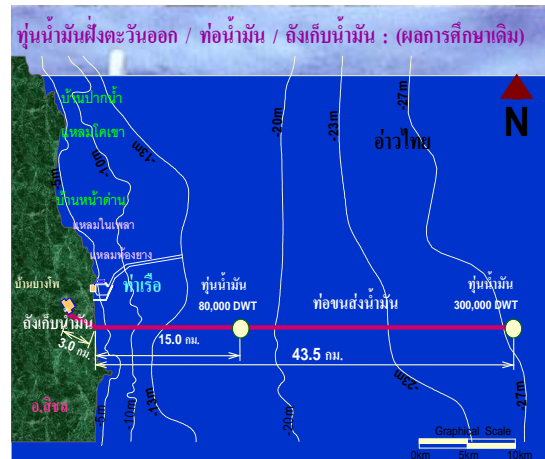 ทุ่นน้ำมันฝั่งตะวันออก / ท่อน้ำมัน / ถังเก็บน้ำมัน : (ผลการศึกษาเดิม)
บ้านปากน้ำ
แหลมโคเขา
บ้านหน้าด่าน
แหลมในเพลา
แหลมท้องยาง
-5m
-10m
-13m
-20m
-23m
-27m
อ่าวไทย
N
บ้านบางโพ
ท่าเรือ
ทุ่นน้ำมัน
80,000 DWT
ท่อขนส่งน้ำมัน
ทุ่นน้ำมัน
300,000 DWT
ถังเก็บน้ำมัน
3.0 กม.
15.0 กม.
43.5 กม.
อ.สิชล
-5m
-10m
-13m
-20m
-23m
-27m
Graphical Scale
0km 5km 10km